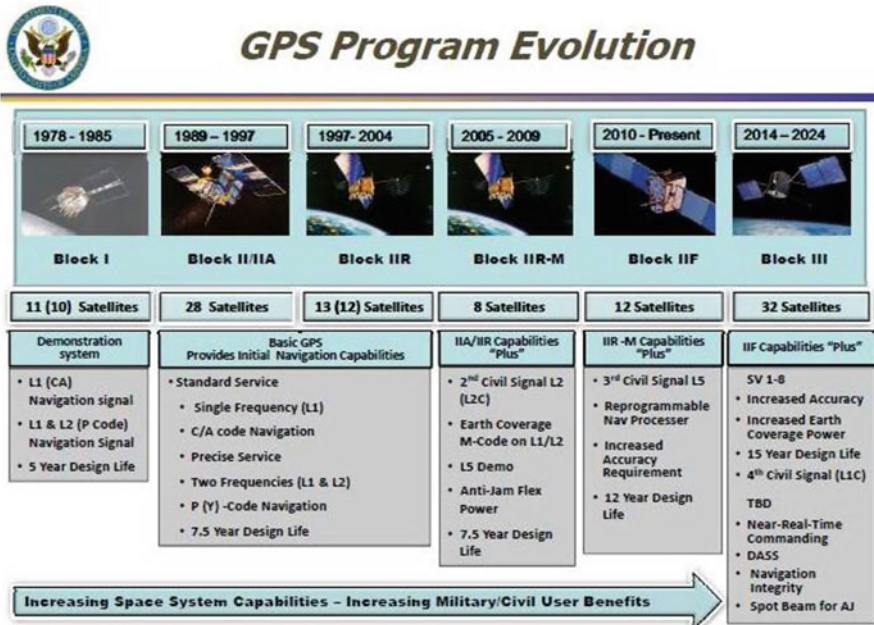 GPS Program Evolution
1978 - 1985
1989 – 1997
1997- 2004
2005 - 2009
2010 - Present
2014 – 2024
Block I
Block II/IIA
Block IIR
Block IIR-M
Block IIF
Block III
11 (10) Satellites
28 Satellites
13 (12) Satellites
8 Satellites
12 Satellites
32 Satellites
Demonstration
system
• L1 (CA)
Navigation signal
• L1 & L2 (P Code)
Navigation Signal
• 5 Year Design Life
Basic GPS
Provides Initial Navigation Capabilities
• Standard Service
• Single Frequency (L1)
• C/A code Navigation
• Precise Service
• Two Frequencies (L1 & L2)
• P (Y) -Code Navigation
• 7.5 Year Design Life
IIA/IIR Capabilities
"Plus"
• 2nd Civil Signal L2
(L2C)
• Earth Coverage
M-Code on L1/L2
• L5 Demo
• Anti-Jam Flex
Power
• 7.5 Year Design
Life
IIR -M Capabilities
"Plus"
• 3rd Civil Signal L5
• Reprogrammable
Nav Processer
• Increased
Accuracy
Requirement
• 12 Year Design
Life
IIF Capabilities "Plus"
SV 1-8
• Increased Accuracy
• Increased Earth
Coverage Power
• 15 Year Design Life
• 4th Civil Signal (L1C)
TBD
• Near-Real-Time
Commanding
• DASS
• Navigation
Integrity
• Spot Beam for AJ
Increasing Space System Capabilities – Increasing Military/Civil User Benefits